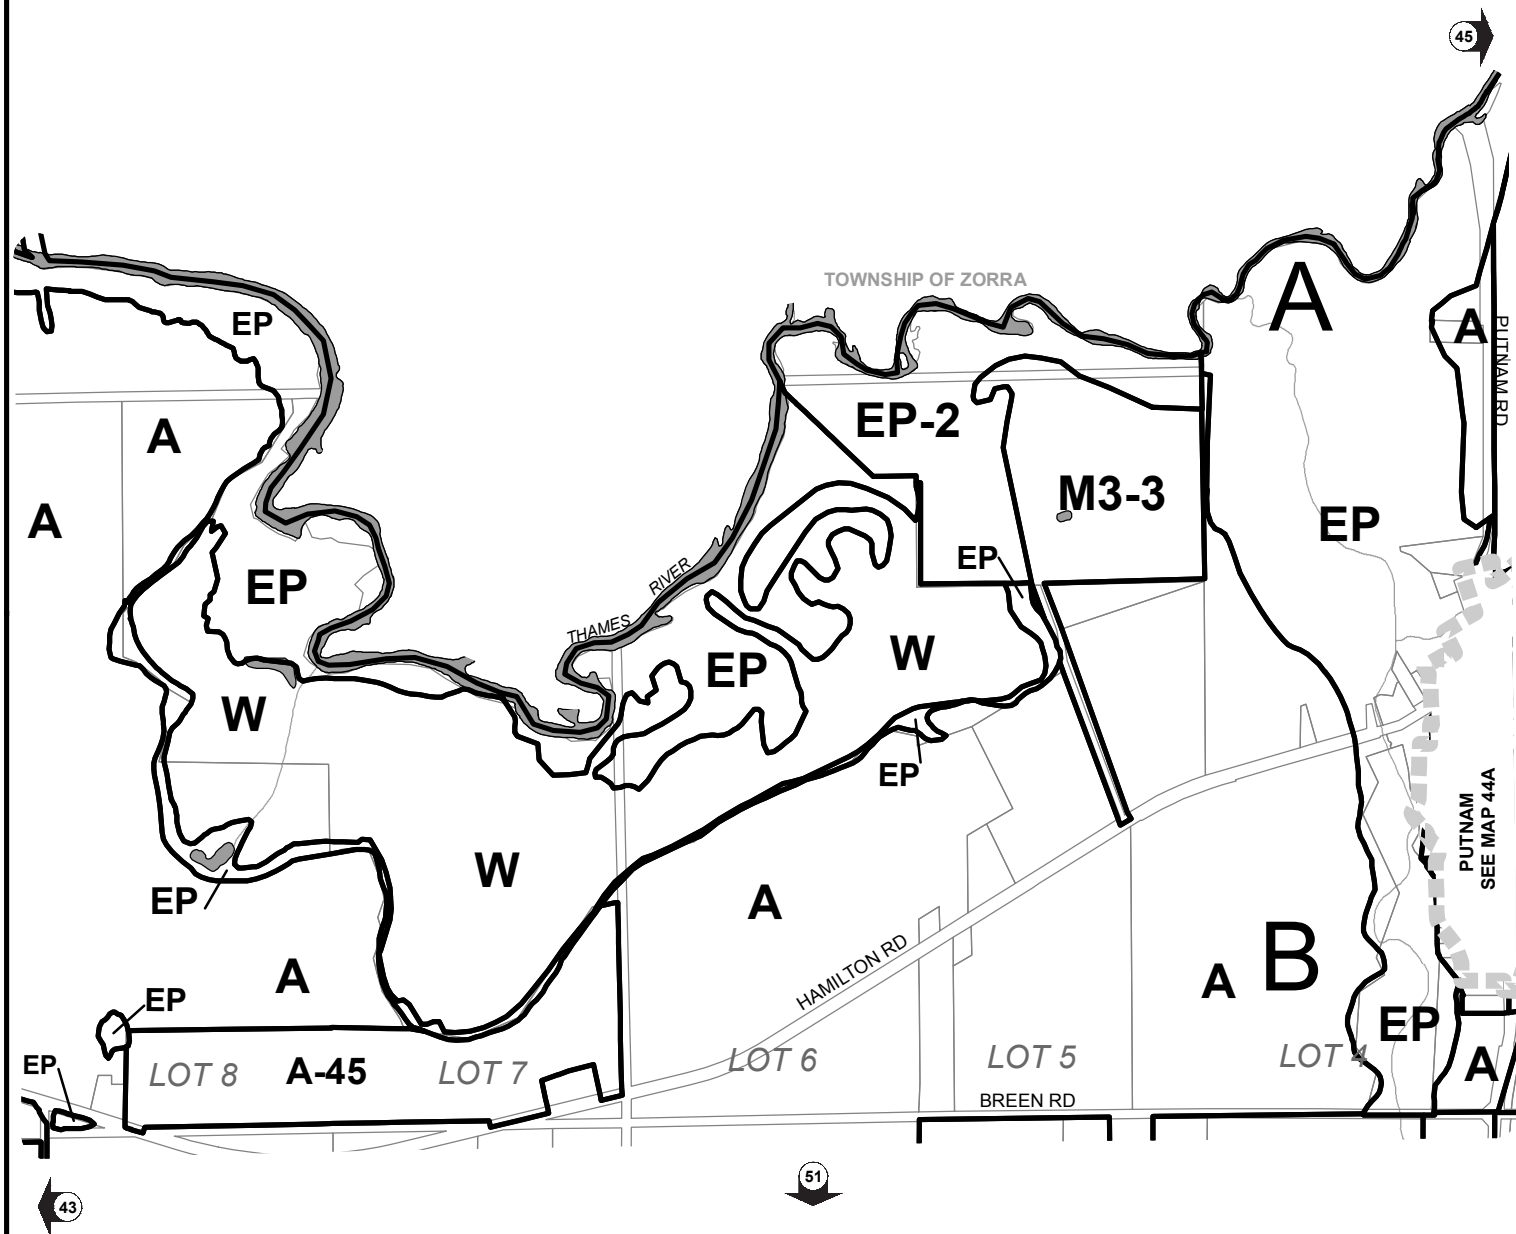 45
TOWNSHIP OF ZORRA
EP
A
A
PUTNAM RD
A
EP-2
A
M3-3
EP
EP
EP
THAMES RIVER
W
EP
W
EP
PUTNAM
SEE MAP 44A
W
EP
A
HAMILTON RD
B
A
A
EP
EP
EP
LOT 8
A-45
LOT 7
LOT 6
LOT 5
LOT 4
A
BREEN RD
51
43